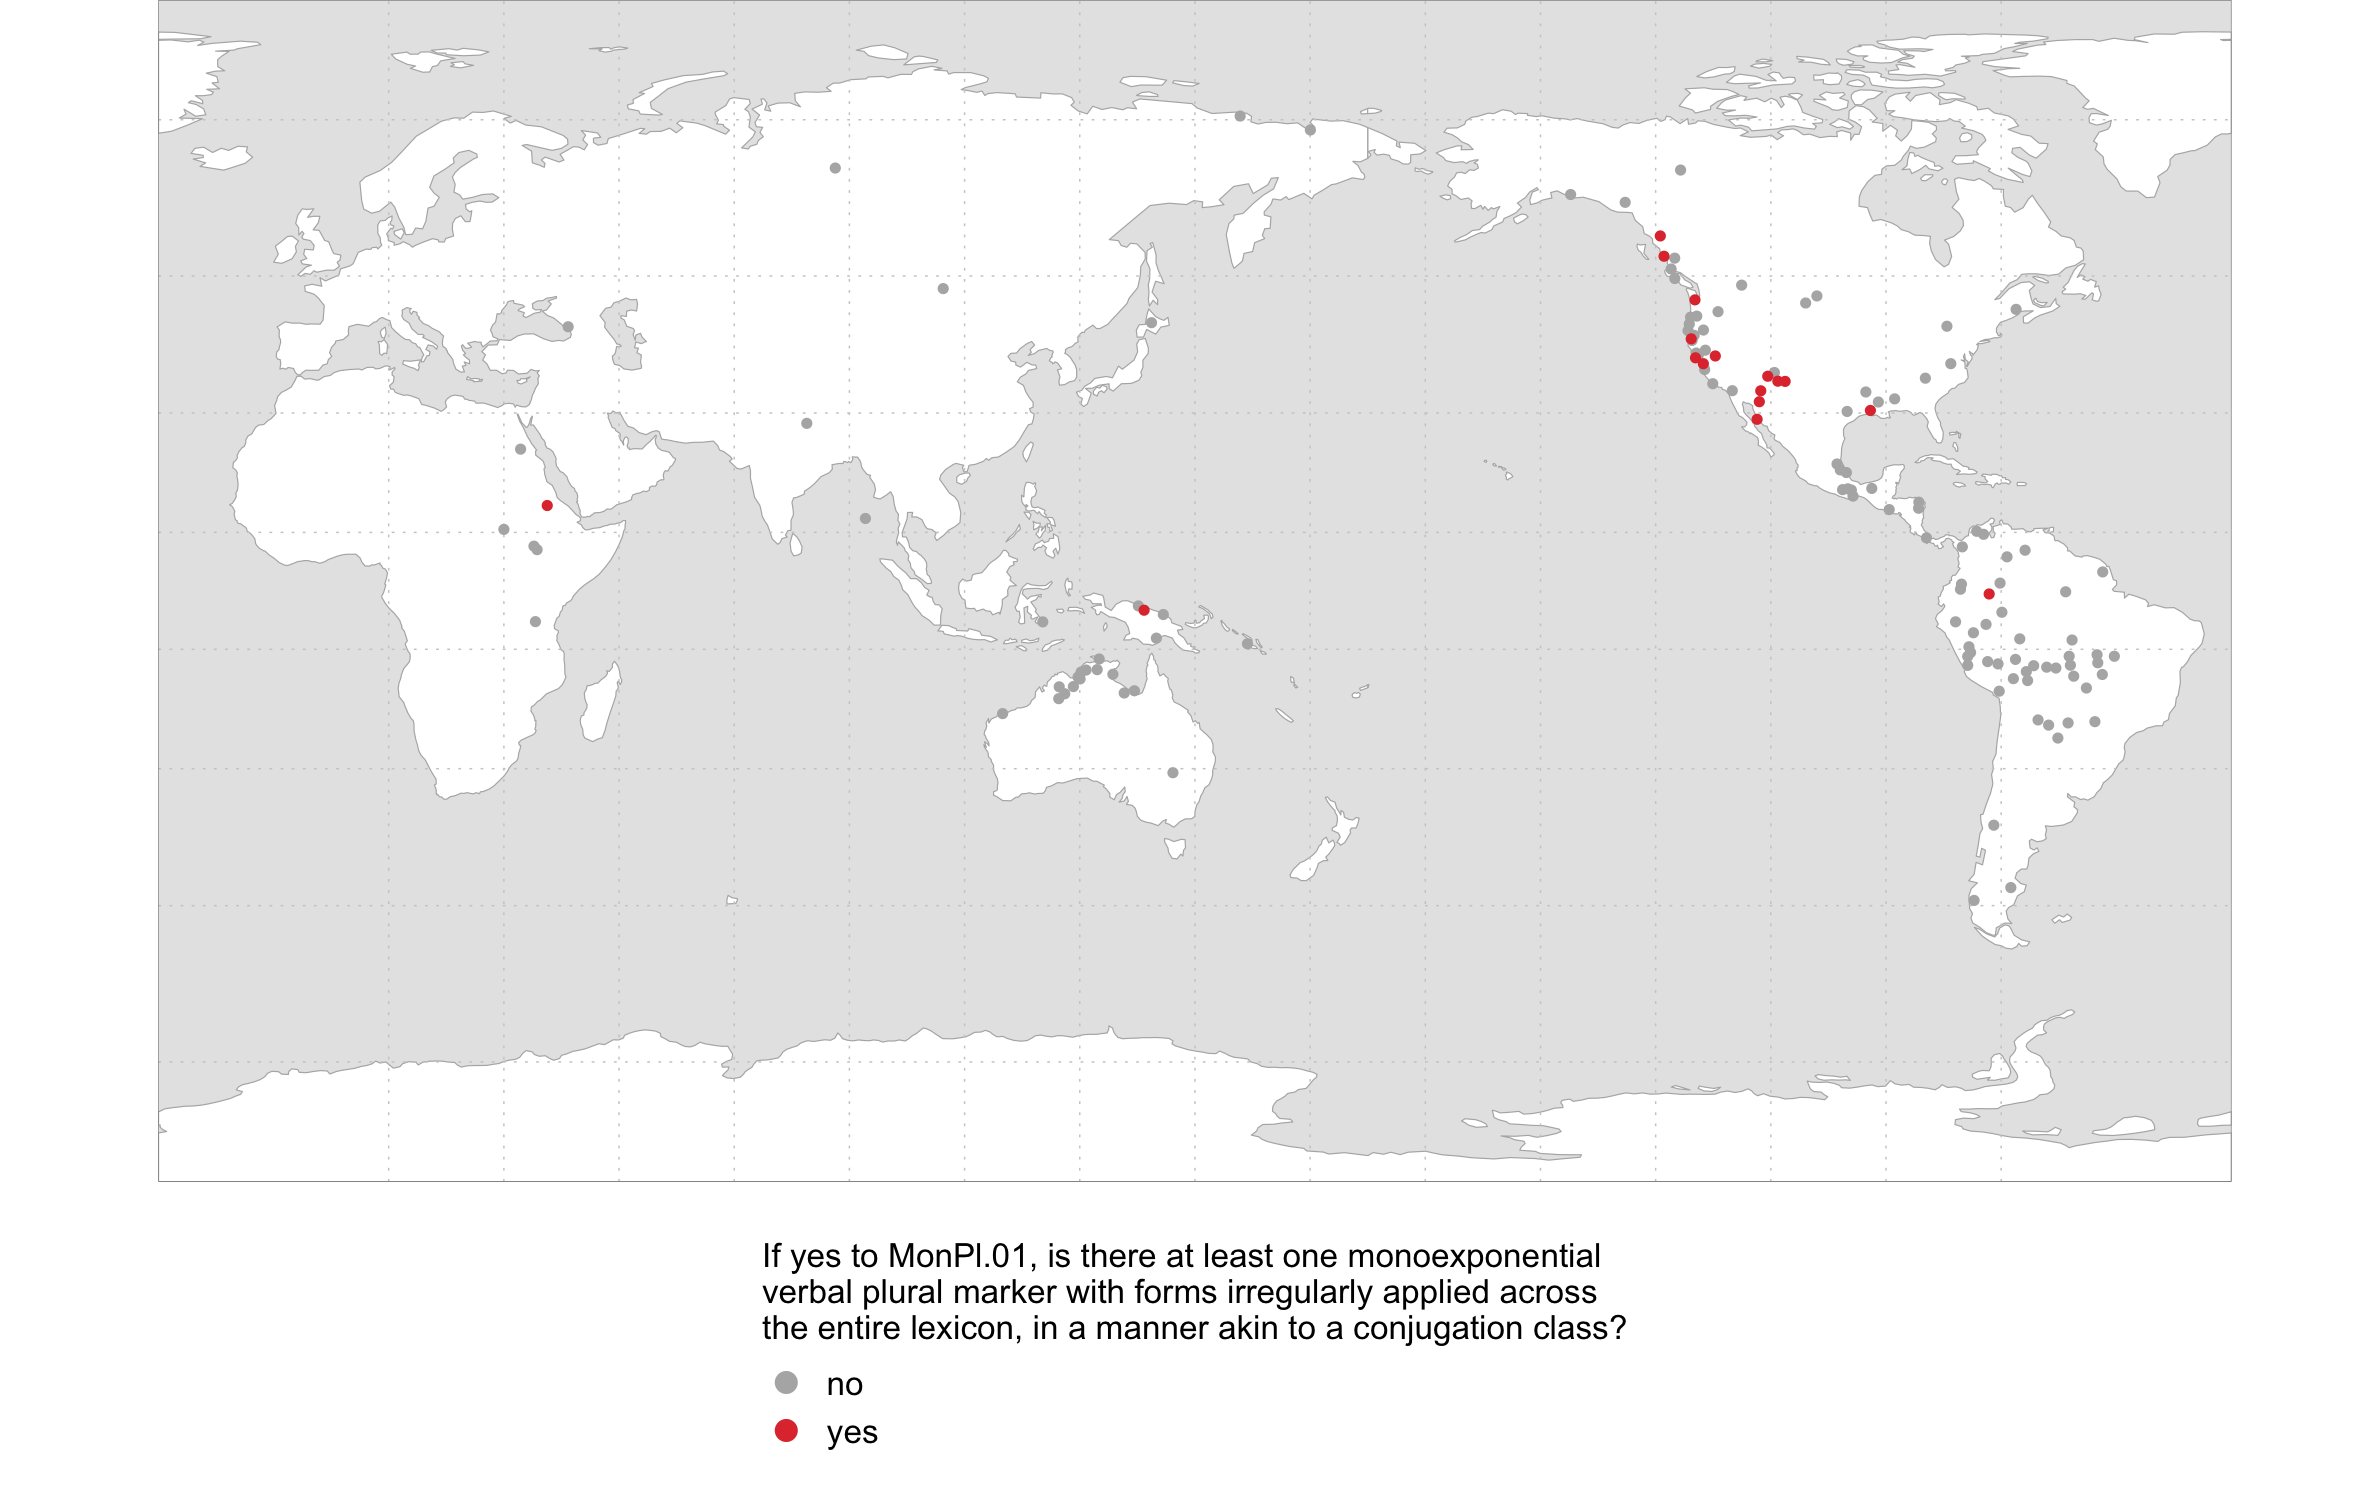 If yes to MonPl.01, is there at least one monoexponential
verbal plural marker with forms irregularly applied across
the entire lexicon, in a manner akin to a conjugation class?
no
yes